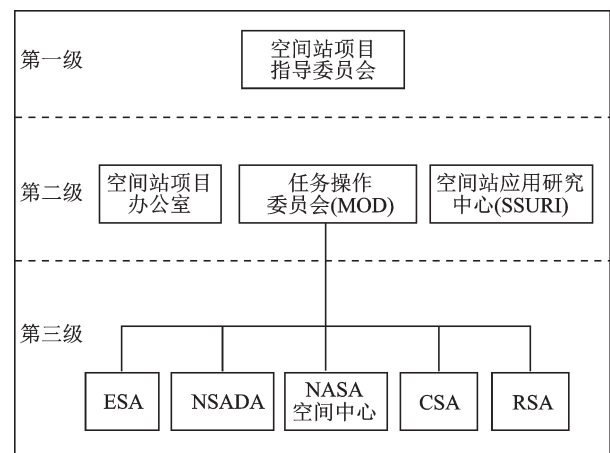 第一级
空间站项目
指导委员会
第二级
空间站项目
办公室
任务操作
委员会(MOD)
空间站应用研究
中心(SSURI)
第三级
ESA
NSADA
NASA
空间中心
CSA
RSA